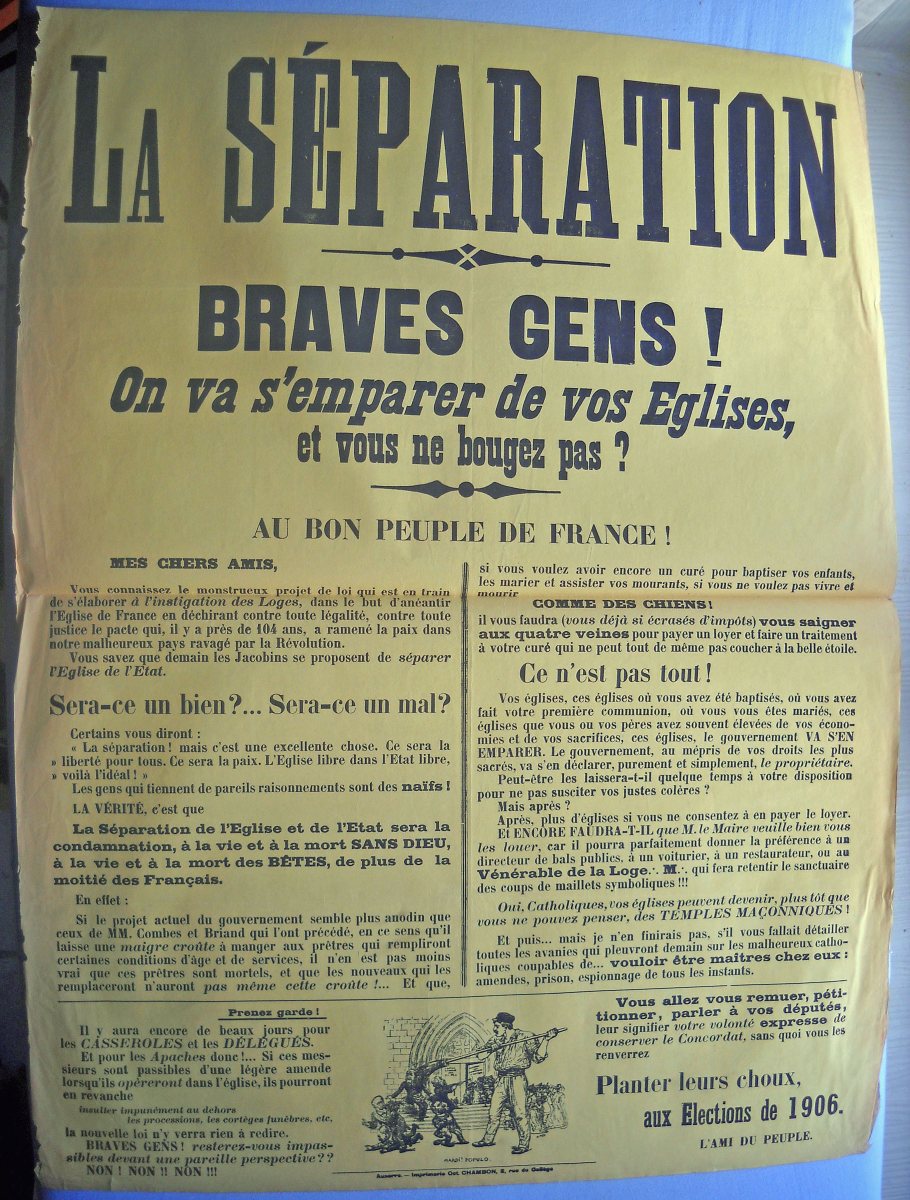 LA SÉPARATION
BRAVES GENS !
On va s'emparer de vos Eglises,
et vous ne bougez pas ?
AU BON PEUPLE DE FRANCE !
MES CHERS AMIS,
Vous connaissez le monstrueux projet de loi qui est en train
de s'élaborer à l'instigation des Loges, dans le but d'anéantir
l'Eglise de France en déchirant contre toute légalité, contre toute
justice le pacte qui, il y a près de 104 ans, a ramené la paix dans
notre malheureux pays ravagé par la Révolution.
Vous savez que demain les Jacobins se proposent de séparer
l'Eglise de l'Etat.
Sera-ce un bien ?... Sera-ce un mal ?
Certains vous diront :
« La séparation ! mais c'est une excellente chose. Ce sera la
» liberté pour tous. Ce sera la paix. L'Eglise libre dans l'Etat libre,
» voilà l'idéal ! »
Les gens qui tiennent de pareils raisonnements sont des naïfs !
LA VÉRITÉ, c'est que
La Séparation de l'Eglise et de l'Etat sera la
condamnation, à la vie et à la mort SANS DIEU,
à la vie et à la mort des BÊTES, de plus de la
moitié des Français.
En effet :
Si le projet actuel du gouvernement semble plus anodin que
ceux de MM. Combes et Briand qui l'ont précédé, en ce sens qu'il
laisse une maigre croûte à manger aux prêtres qui rempliront
certaines conditions d'âge et de services, il n'en est pas moins
vrai que ces prêtres sont mortels, et que les nouveaux qui les
remplaceront n'auront pas même cette croûte !... Et que,
si vous voulez avoir encore un curé pour baptiser vos enfants,
les marier et assister vos mourants, si vous ne voulez pas vivre et
mourir
COMME DES CHIENS !
il vous faudra (vous déjà si écrasés d'impôts) vous saigner
aux quatre veines pour payer un loyer et faire un traitement
à votre curé qui ne peut tout de même pas coucher à la belle étoile.
Ce n'est pas tout !
Vos églises, ces églises où vous avez été baptisés, où vous avez
fait votre première communion, où vous vous êtes mariés, ces
églises que vous ou vos pères avez souvent élevées de vos écono-
mies et de vos sacrifices, ces églises, le gouvernement VA S'EN
EMPARER. Le gouvernement, au mépris de vos droits les plus
sacrés, va s'en déclarer, purement et simplement, le propriétaire.
Peut-être les laissera-t-il quelque temps à votre disposition
pour ne pas susciter vos justes colères ?
Mais après ?
Après, plus d'églises si vous ne consentez à en payer le loyer.
Et ENCORE FAUDRA-T-IL que M. le Maire veuille bien vous
les louer, car il pourra parfaitement donner la préférence à un
directeur de bals publics, à un voiturier, à un restaurateur, ou au
Vénérable de la Loge .·. M .·. qui fera retentir le sanctuaire
des coups de maillets symboliques !!!
Oui, Catholiques, vos églises peuvent devenir, plus tôt que
vous ne pouvez penser, des TEMPLES MAÇONNIQUES !
Et puis... mais je n'en finirais pas, s'il vous fallait détailler
toutes les avanies qui pleuvront demain sur les malheureux catho-
liques coupables de... vouloir être maitres chez eux :
amendes, prison, espionnage de tous les instants.
Prenez garde !
Il y aura encore de beaux jours pour
les CASSEROLES et les DÉLÉGUÉS.
Et pour les Apaches donc !... Si ces mes-
sieurs sont passibles d'une légère amende
lorsqu'ils opéreront dans l'église, ils pourront
en revanche
insulter impunément au dehors
les processions, les cortèges funèbres, etc,
la nouvelle loi n'y verra rien à redire.
BRAVES GENS ! resterez-vous impas-
sibles devant une pareille perspective ??
NON ! NON !! NON !!!
MARDI POPULO.
Vous allez vous remuer, péti-
tionner, parler à vos députés,
leur signifier votre volonté expresse de
conserver le Concordat, sans quoi vous les
renverrez
Planter leurs choux,
aux Elections de 1906.
L'AMI DU PEUPLE.
Auxerre. — Imprimerie Oct. CHAMBON, 2, rue du Collège